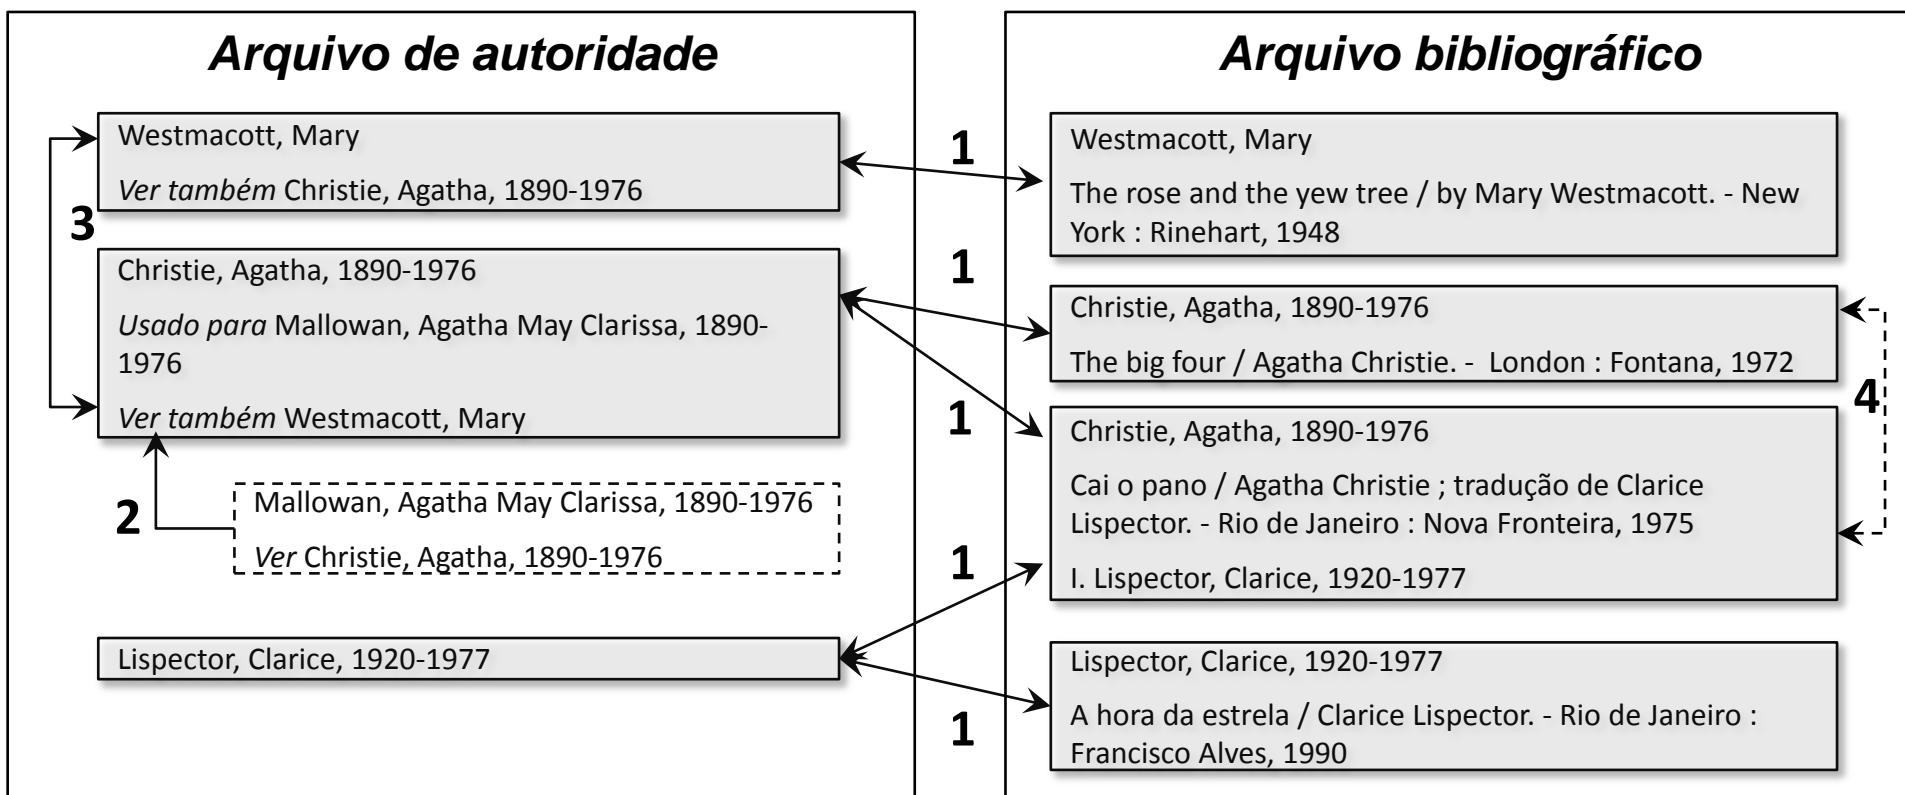 Arquivo de autoridade
Westmacott, Mary
Ver também Christie, Agatha, 1890-1976
3
Christie, Agatha, 1890-1976
Usado para Mallowan, Agatha May Clarissa, 1890-
1976
Ver também Westmacott, Mary
2
Mallowan, Agatha May Clarissa, 1890-1976
Ver Christie, Agatha, 1890-1976
Lispector, Clarice, 1920-1977
1
1
1
1
1
Arquivo bibliográfico
Westmacott, Mary
The rose and the yew tree / by Mary Westmacott. - New
York : Rinehart, 1948
Christie, Agatha, 1890-1976
The big four / Agatha Christie. - London : Fontana, 1972
4
Christie, Agatha, 1890-1976
Cai o pano / Agatha Christie ; tradução de Clarice
Lispector. - Rio de Janeiro : Nova Fronteira, 1975
I. Lispector, Clarice, 1920-1977
Lispector, Clarice, 1920-1977
A hora da estrela / Clarice Lispector. - Rio de Janeiro :
Francisco Alves, 1990